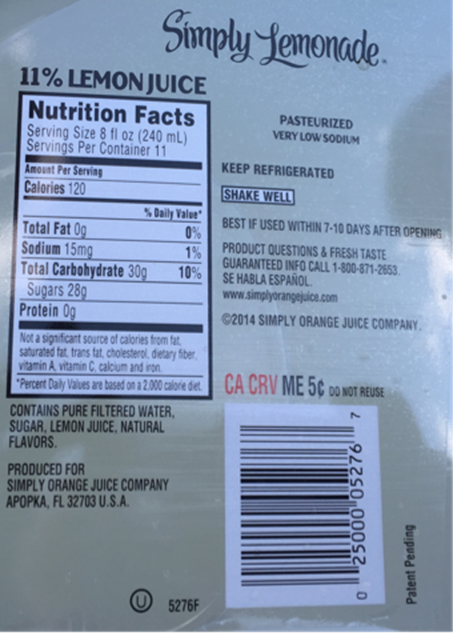 Simply Lemonade.
11% LEMON JUICE
Nutrition Facts
Serving Size 8 fl oz (240 mL)
Servings Per Container 11
Amount Per Serving
Calories 120
% Daily Value*
Total Fat 0g 0%
Sodium 15mg 1%
Total Carbohydrate 30g 10%
Sugars 28g
Protein 0g
Not a significant source of calories from fat,
saturated fat, trans fat, cholesterol, dietary fiber,
vitamin A, vitamin C, calcium and iron.
*Percent Daily Values are based on a 2,000 calorie diet.
CONTAINS PURE FILTERED WATER,
SUGAR, LEMON JUICE, NATURAL
FLAVORS.
PRODUCED FOR
SIMPLY ORANGE JUICE COMPANY
APOPKA, FL 32703 U.S.A.
U 5276F
PASTEURIZED
VERY LOW SODIUM
KEEP REFRIGERATED
SHAKE WELL
BEST IF USED WITHIN 7-10 DAYS AFTER OPENING
PRODUCT QUESTIONS & FRESH TASTE
GUARANTEED INFO CALL 1-800-871-2653.
SE HABLA ESPAÑOL.
www.simplyorangejuice.com
©2014 SIMPLY ORANGE JUICE COMPANY.
CA CRV ME 5¢ DO NOT REUSE
0 25000 05276 7
Patent Pending